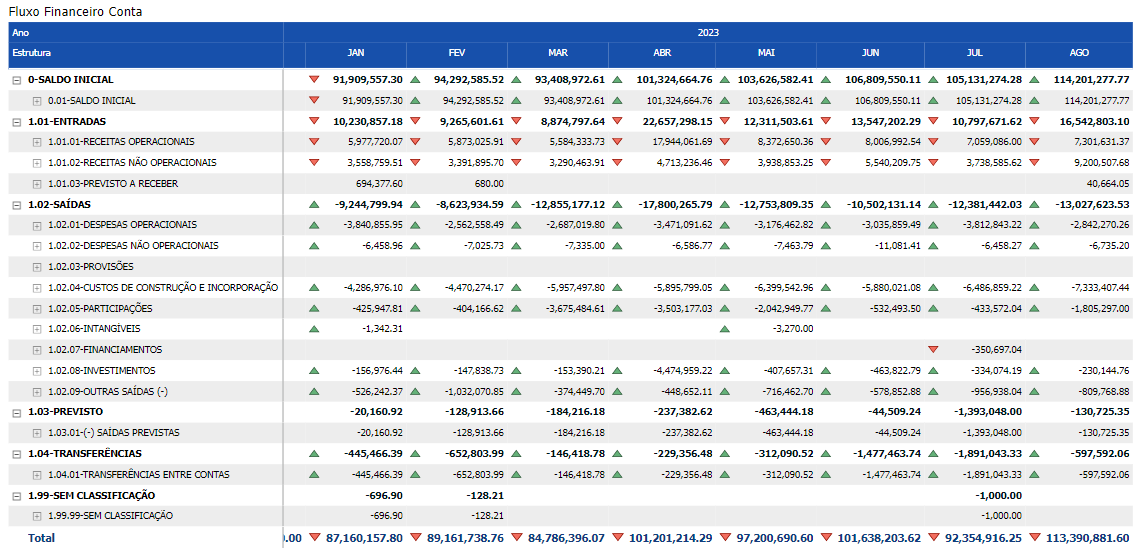 Fluxo Financeiro Conta
Ano 2023
Estrutura JAN FEV MAR ABR MAI JUN JUL AGO
0-SALDO INICIAL 91,909,557.30 94,292,585.52 93,408,972.61 101,324,664.76 103,626,582.41 106,809,550.11 105,131,274.28 114,201,277.77
0.01-SALDO INICIAL 91,909,557.30 94,292,585.52 93,408,972.61 101,324,664.76 103,626,582.41 106,809,550.11 105,131,274.28 114,201,277.77
1.01-ENTRADAS 10,230,857.18 9,265,601.61 8,874,797.64 22,657,298.15 12,311,503.61 13,547,202.29 10,797,671.62 16,542,803.10
1.01.01-RECEITAS OPERACIONAIS 5,977,720.07 5,873,025.91 5,584,333.73 17,944,061.69 8,372,650.36 8,006,992.54 7,059,086.00 7,301,631.37
1.01.02-RECEITAS NÃO OPERACIONAIS 3,558,759.51 3,391,895.70 3,290,463.91 4,713,236.46 3,938,853.25 5,540,209.75 3,738,585.62 9,200,507.68
1.01.03-PREVISTO A RECEBER 694,377.60 680.00 40,664.05
1.02-SAÍDAS -9,244,799.94 -8,623,934.59 -12,855,177.12 -17,800,265.79 -12,753,809.35 -10,502,131.14 -12,381,442.03 -13,027,623.53
1.02.01-DESPESAS OPERACIONAIS -3,840,855.95 -2,562,558.49 -2,687,019.80 -3,471,091.62 -3,176,462.82 -3,035,859.49 -3,812,843.22 -2,842,270.26
1.02.02-DESPESAS NÃO OPERACIONAIS -6,458.96 -7,025.73 -7,335.00 -6,586.77 -7,463.79 -11,081.41 -6,458.27 -6,735.20
1.02.03-PROVISÕES
1.02.04-CUSTOS DE CONSTRUÇÃO E INCORPORAÇÃO -4,286,976.10 -4,470,274.17 -5,957,497.80 -5,895,799.05 -6,399,542.96 -5,880,021.08 -6,486,859.22 -7,333,407.44
1.02.05-PARTICIPAÇÕES -425,947.81 -404,166.62 -3,675,484.61 -3,503,177.03 -2,042,949.77 -532,493.50 -433,572.04 -1,805,297.00
1.02.06-INTANGÍVEIS -1,342.31 -3,270.00
1.02.07-FINANCIAMENTOS -350,697.04
1.02.08-INVESTIMENTOS -156,976.44 -147,838.73 -153,390.21 -4,474,959.22 -407,657.31 -463,822.79 -334,074.19 -230,144.76
1.02.09-OUTRAS SAÍDAS (-) -526,242.37 -1,032,070.85 -374,449.70 -448,652.11 -716,462.70 -578,852.88 -956,938.04 -809,768.88
1.03-PREVISTO -20,160.92 -128,913.66 -184,216.18 -237,382.62 -463,444.18 -44,509.24 -1,393,048.00 -130,725.35
1.03.01-(-) SAÍDAS PREVISTAS -20,160.92 -128,913.66 -184,216.18 -237,382.62 -463,444.18 -44,509.24 -1,393,048.00 -130,725.35
1.04-TRANSFERÊNCIAS -445,466.39 -652,803.99 -146,418.78 -229,356.48 -312,090.52 -1,477,463.74 -1,891,043.33 -597,592.06
1.04.01-TRANSFERÊNCIAS ENTRE CONTAS -445,466.39 -652,803.99 -146,418.78 -229,356.48 -312,090.52 -1,477,463.74 -1,891,043.33 -597,592.06
1.99-SEM CLASSIFICAÇÃO -696.90 -128.21 -1,000.00
1.99.99-SEM CLASSIFICAÇÃO -696.90 -128.21 -1,000.00
Total 0.00 87,160,157.80 89,161,738.76 84,786,396.07 101,201,214.29 97,200,690.60 101,638,203.62 92,354,916.25 113,390,881.60